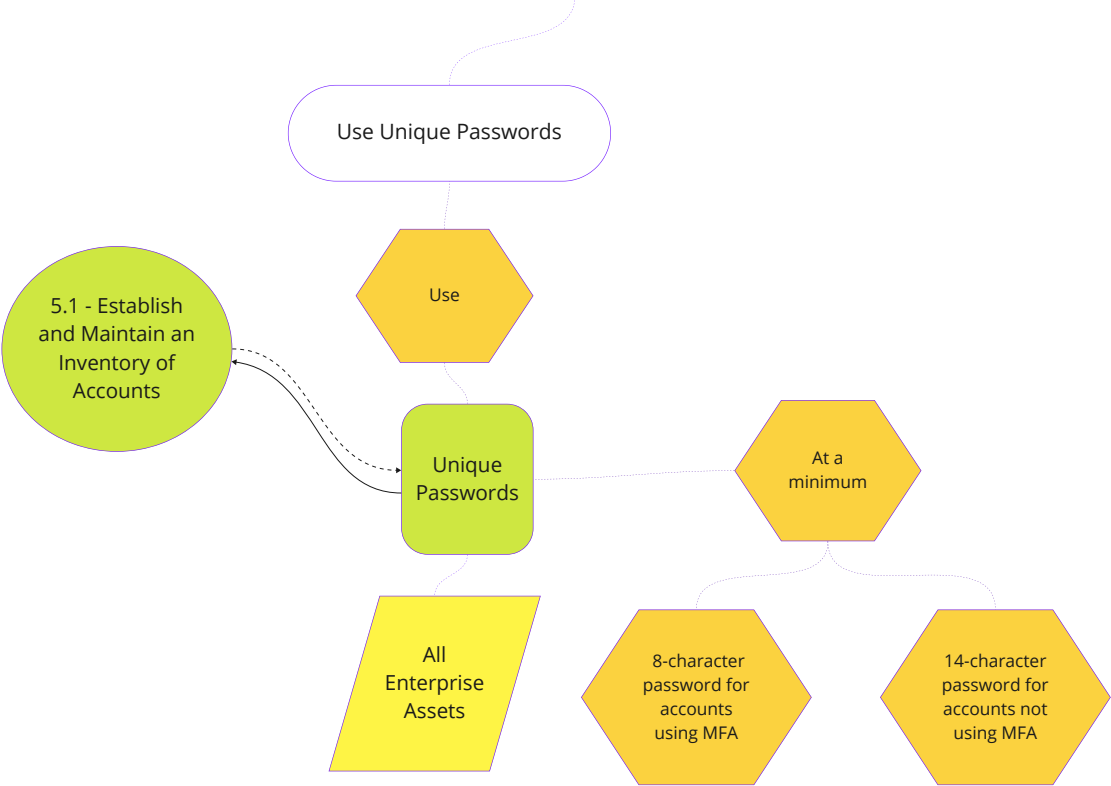 Use Unique Passwords
Use
5.1 - Establish
and Maintain an
Inventory of
Accounts
Unique
Passwords
At a
minimum
All
Enterprise
Assets
8-character
password for
accounts
using MFA
14-character
password for
accounts not
using MFA